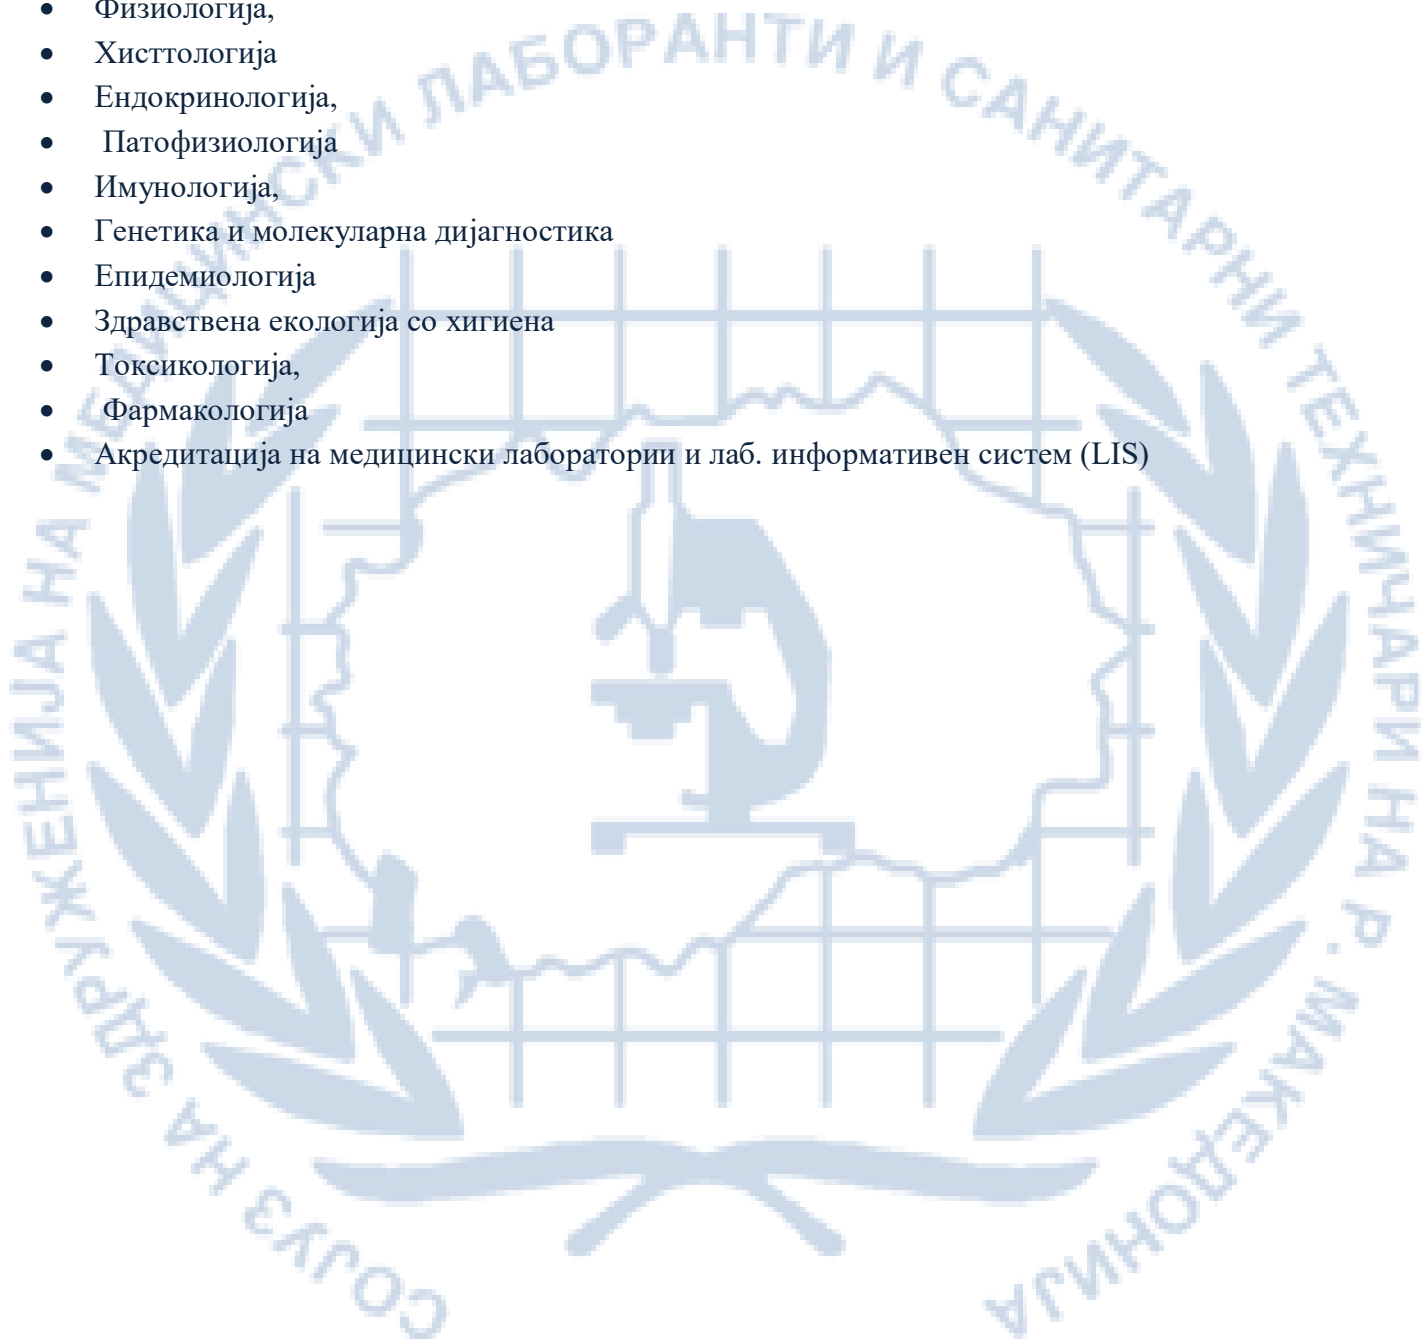 • Физиологија,
• Хисттологија
• Ендокринологија,
• Патофизиологија
• Имунологија,
• Генетика и молекуларна дијагностика
• Епидемиологија
• Здравствена екологија со хигиена
• Токсикологија,
• Фармакологија
• Акредитација на медицински лаборатории и лаб. информативен систем (LIS)
СОЈУЗ НА ЗДРУЖЕНИЈА НА МЕДИЦИНСКИ ЛАБОРАНТИ И САНИТАРНИ ТЕХНИЧАРИ НА Р. МАКЕДОНИЈА